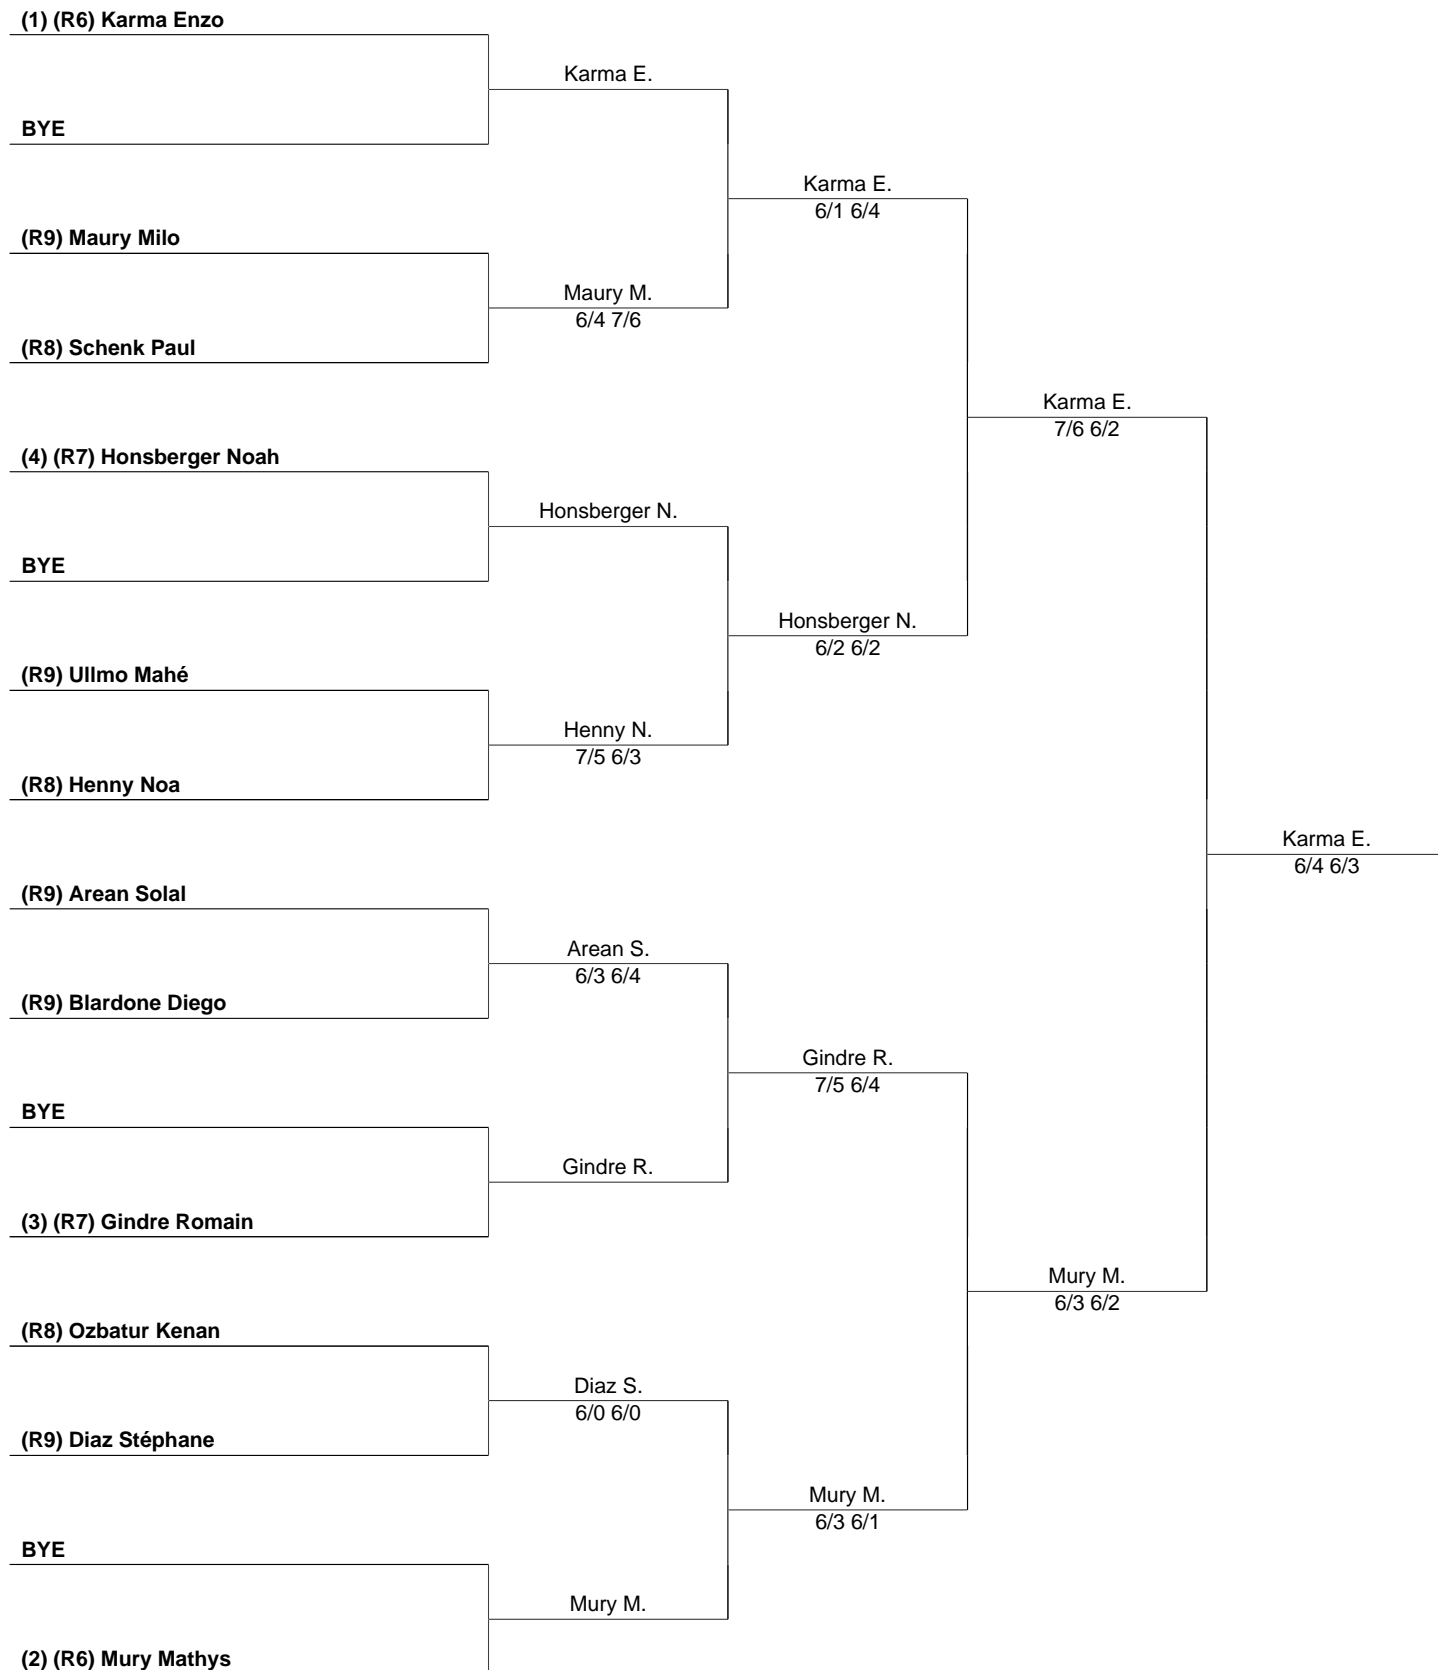 (1) (R6) Karma Enzo
Karma E.
BYE
Karma E.
6/1 6/4
(R9) Maury Milo
Maury M.
6/4 7/6
(R8) Schenk Paul
Karma E.
7/6 6/2
(4) (R7) Honsberger Noah
Honsberger N.
BYE
Honsberger N.
6/2 6/2
(R9) Ullmo Mahé
Henny N.
7/5 6/3
(R8) Henny Noa
Karma E.
6/4 6/3
(R9) Arean Solal
Arean S.
6/3 6/4
(R9) Blardone Diego
Gindre R.
7/5 6/4
BYE
Gindre R.
(3) (R7) Gindre Romain
Mury M.
6/3 6/2
(R8) Ozbatur Kenan
Diaz S.
6/0 6/0
(R9) Diaz Stéphane
Mury M.
6/3 6/1
BYE
Mury M.
(2) (R6) Mury Mathys